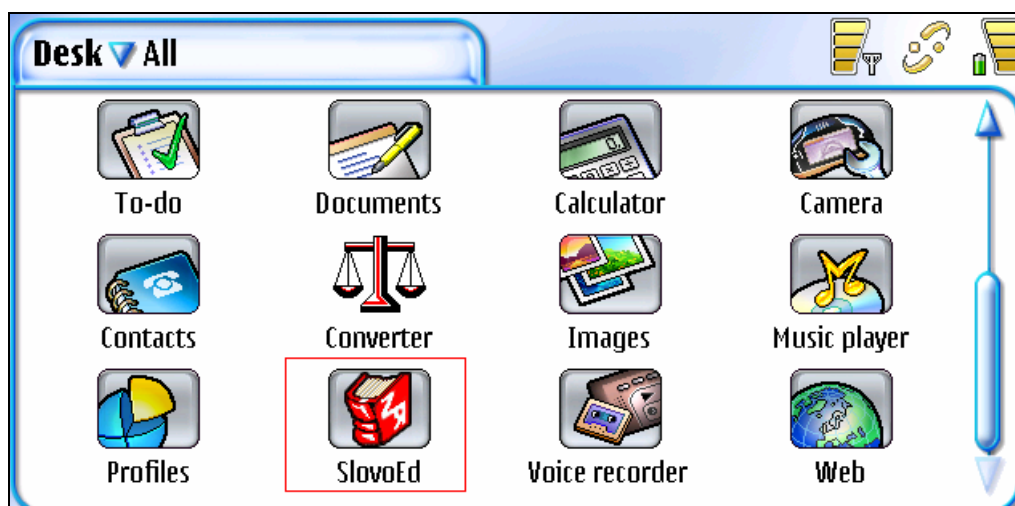 Desk All
To-do Documents Calculator Camera
Contacts Converter Images Music player
Profiles SlovoEd Voice recorder Web